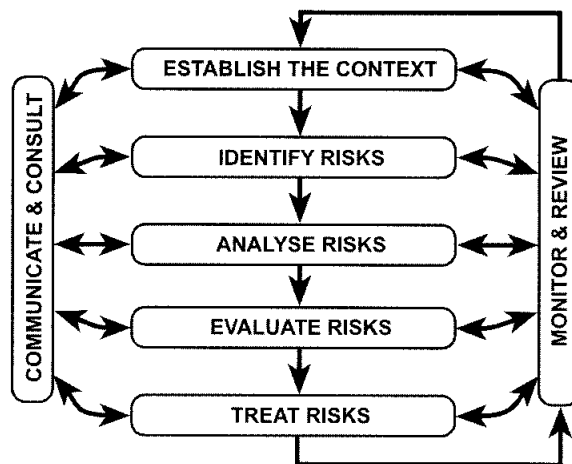 ESTABLISH THE CONTEXT
IDENTIFY RISKS
ANALYSE RISKS
EVALUATE RISKS
TREAT RISKS
COMMUNICATE & CONSULT
MONITOR & REVIEW